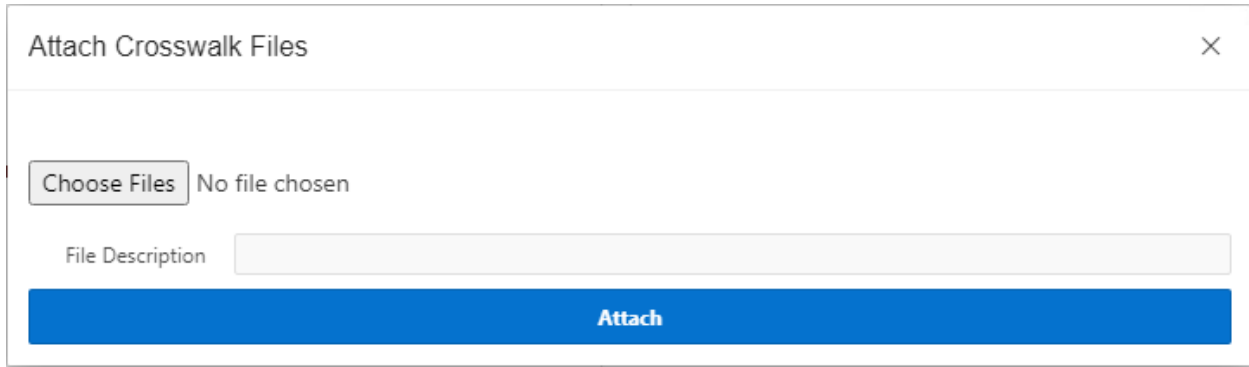 Attach Crosswalk Files
Choose Files No file chosen
File Description
Attach